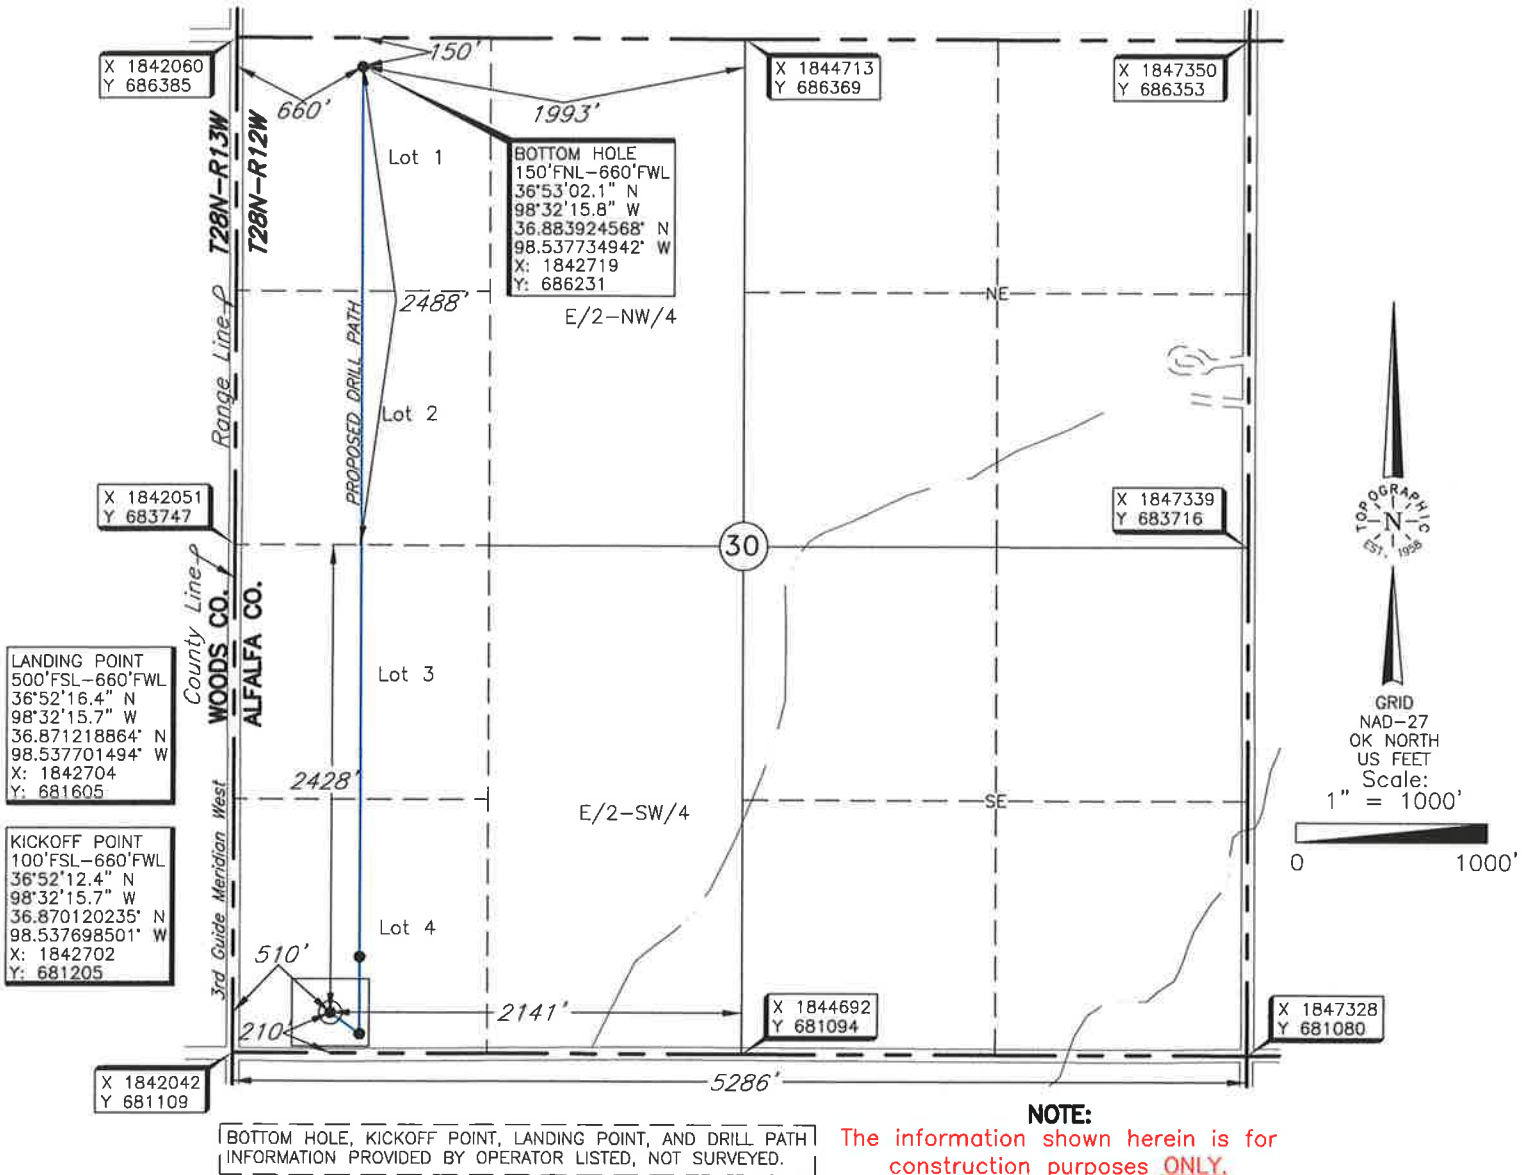 X 1842060
Y 686385
150'
660'
1993'
X 1844713
Y 686369
X 1847350
Y 686353
T28N-R13W
T28N-R12W
Lot 1
BOTTOM HOLE
150'FNL-660'FWL
36°53'02.1" N
98°32'15.8" W
36.883924568° N
98.537734942° W
X: 1842719
Y: 686231
2488'
E/2-NW/4
NE
Range Line
PROPOSED DRILL PATH
Lot 2
X 1842051
Y 683747
X 1847339
Y 683716
30
TOPOGRAPHIC
N
EST. 1958
County Line
WOODS CO.
ALFALFA CO.
LANDING POINT
500'FSL-660'FWL
36°52'16.4" N
98°32'15.7" W
36.871218864° N
98.537701494° W
X: 1842704
Y: 681605
Lot 3
GRID
NAD-27
OK NORTH
US FEET
Scale:
1" = 1000'
0
1000'
2428'
3rd Guide Meridian West
E/2-SW/4
SE
KICKOFF POINT
100'FSL-660'FWL
36°52'12.4" N
98°32'15.7" W
36.870120235° N
98.537698501° W
X: 1842702
Y: 681205
Lot 4
510'
210'
2141'
X 1844692
Y 681094
X 1847328
Y 681080
X 1842042
Y 681109
5286'
BOTTOM HOLE, KICKOFF POINT, LANDING POINT, AND DRILL PATH
INFORMATION PROVIDED BY OPERATOR LISTED, NOT SURVEYED.
NOTE:
The information shown herein is for
construction purposes ONLY.